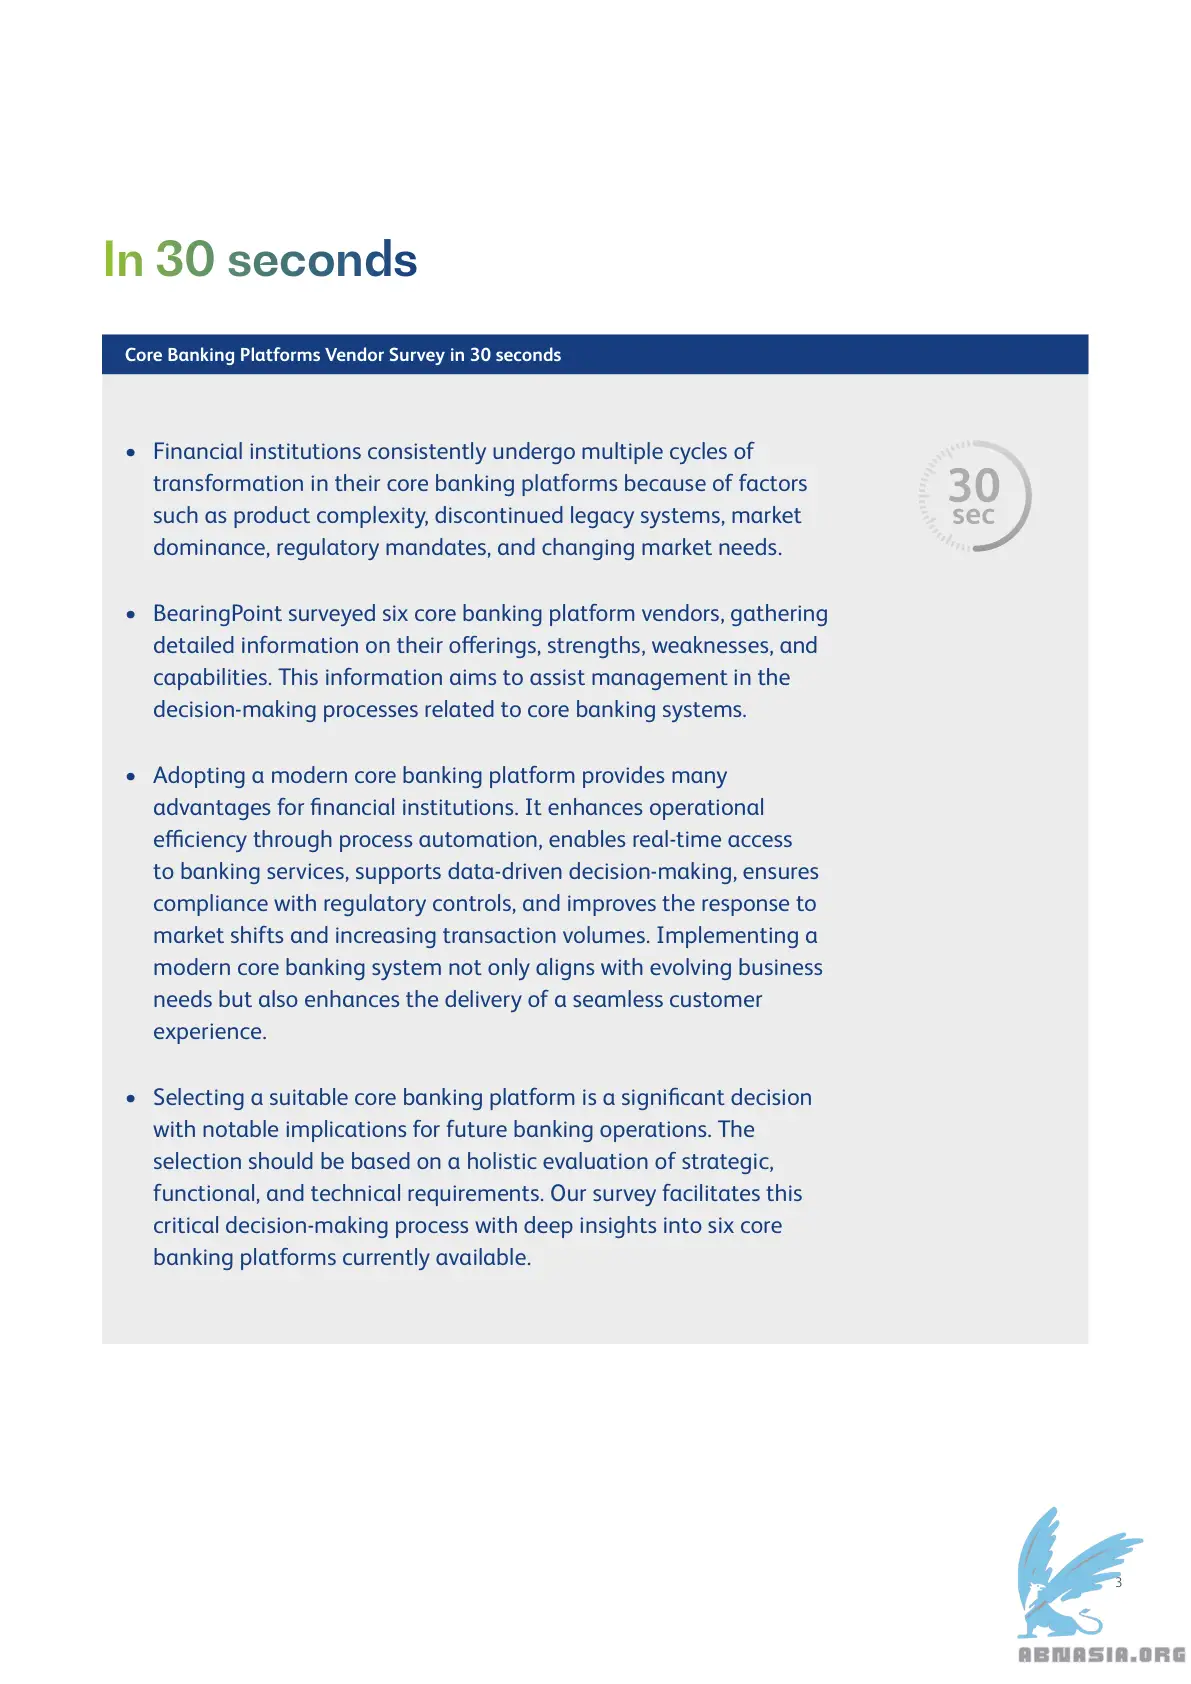 In 30 seconds
Core Banking Platforms Vendor Survey in 30 seconds
• Financial institutions consistently undergo multiple cycles of
transformation in their core banking platforms because of factors
such as product complexity, discontinued legacy systems, market
dominance, regulatory mandates, and changing market needs.
30
sec
• BearingPoint surveyed six core banking platform vendors, gathering
detailed information on their offerings, strengths, weaknesses, and
capabilities. This information aims to assist management in the
decision-making processes related to core banking systems.
• Adopting a modern core banking platform provides many
advantages for financial institutions. It enhances operational
efficiency through process automation, enables real-time access
to banking services, supports data-driven decision-making, ensures
compliance with regulatory controls, and improves the response to
market shifts and increasing transaction volumes. Implementing a
modern core banking system not only aligns with evolving business
needs but also enhances the delivery of a seamless customer
experience.
• Selecting a suitable core banking platform is a significant decision
with notable implications for future banking operations. The
selection should be based on a holistic evaluation of strategic,
functional, and technical requirements. Our survey facilitates this
critical decision-making process with deep insights into six core
banking platforms currently available.
3
ABNASIA.ORG